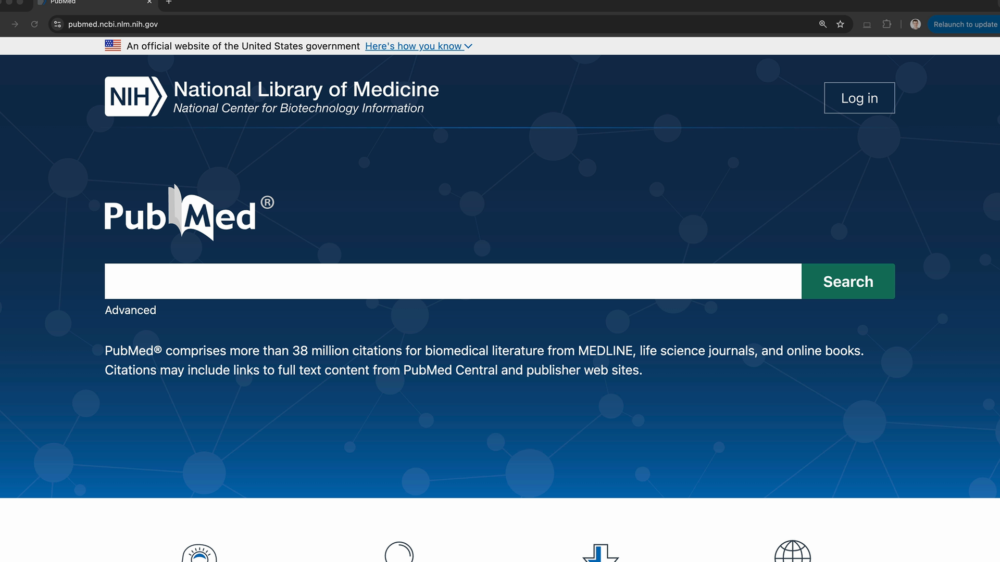 PubMed
pubmed.ncbi.nlm.nih.gov
Relaunch to update
An official website of the United States government Here's how you know
NIH National Library of Medicine
National Center for Biotechnology Information
Log in
PubMed®
Search
Advanced
PubMed® comprises more than 38 million citations for biomedical literature from MEDLINE, life science journals, and online books.
Citations may include links to full text content from PubMed Central and publisher web sites.